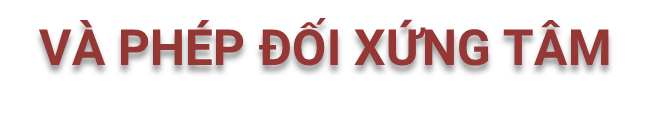 VÀ PHÉP ĐỐI XỨNG TÂM